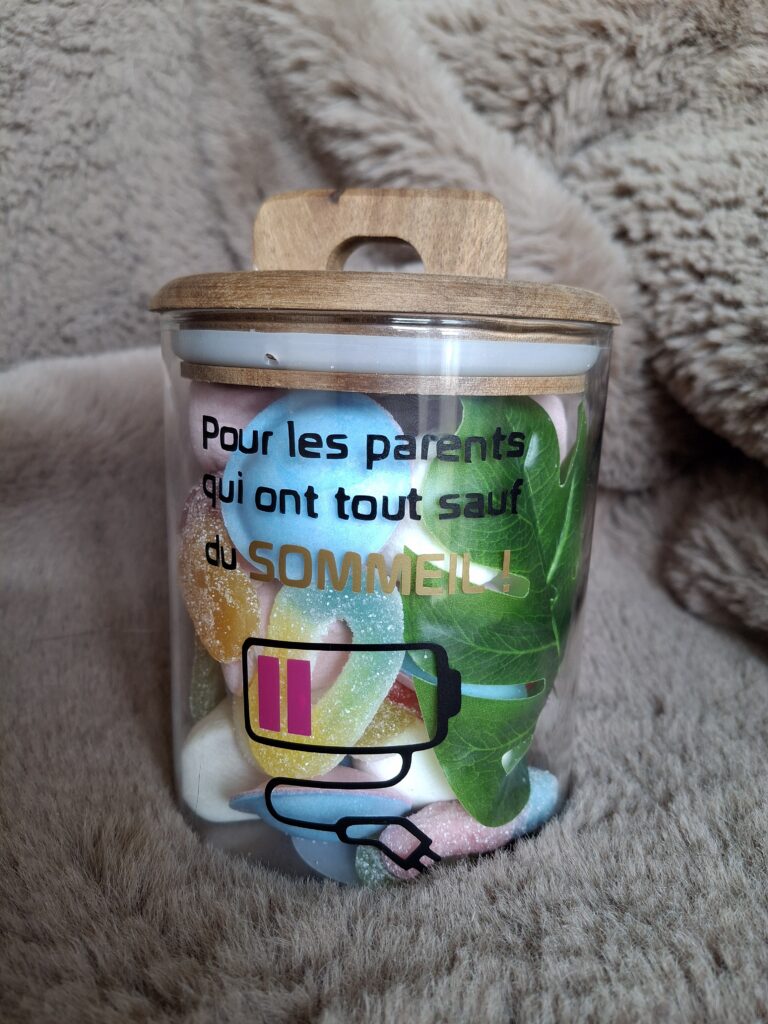 Pour les parents
qui ont tout sauf
du SOMMEIL !